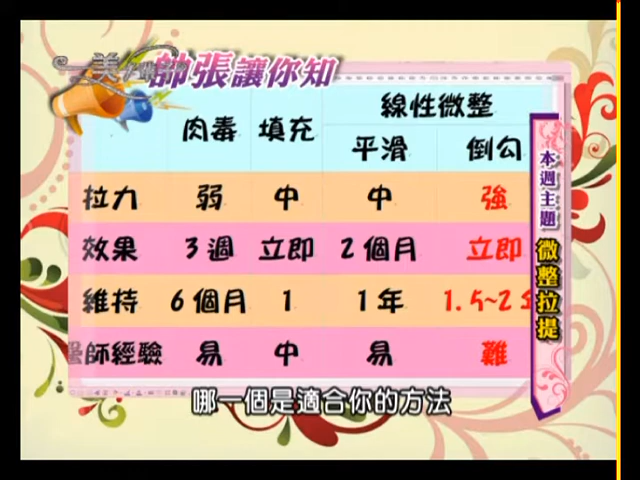 帥張讓你知
肉毒 填充 線性微整
平滑 倒勾
拉力 弱 中 中 強
效果 3週 立即 2個月 立即
維持 6個月 1 1年 1.5~2年
醫師經驗 易 中 易 難
本週主題 微整拉提
哪一個是適合你的方法